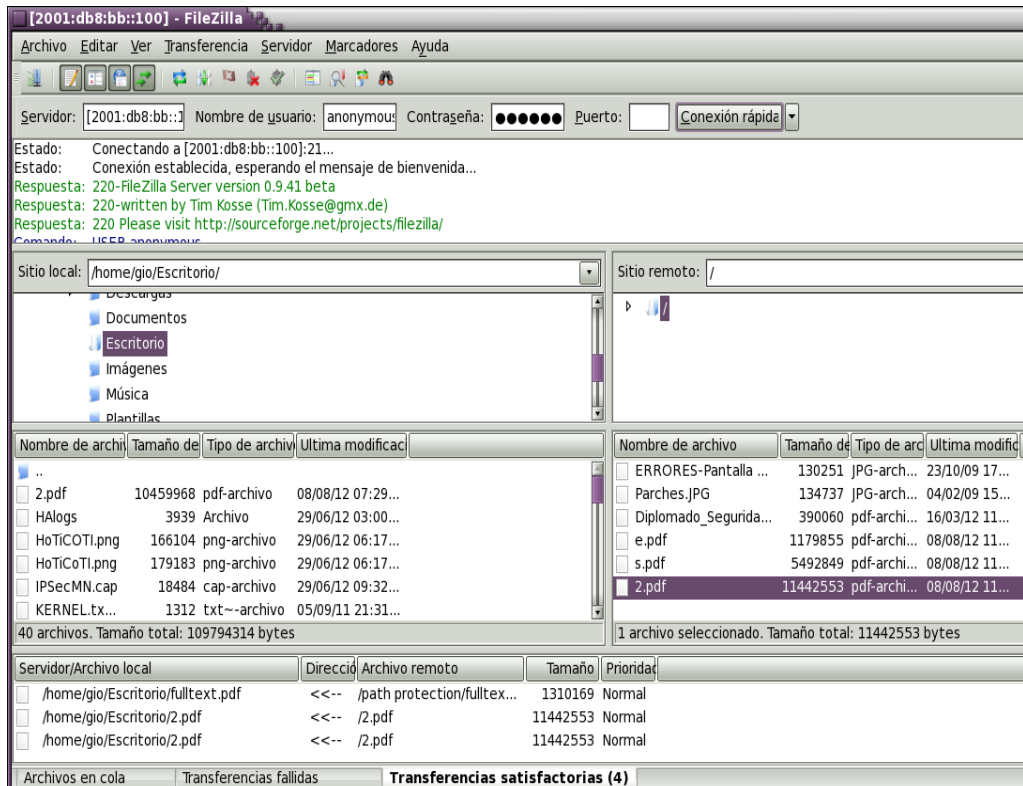 [2001:db8:bb::100] - FileZilla
Archivo Editar Ver Transferencia Servidor Marcadores Ayuda
Servidor: [2001:db8:bb::1 Nombre de usuario: anonymous Contraseña: ●●●●●● Puerto: Conexión rápida
Estado: Conectando a [2001:db8:bb::100]:21...
Estado: Conexión establecida, esperando el mensaje de bienvenida...
Respuesta: 220-FileZilla Server version 0.9.41 beta
Respuesta: 220-written by Tim Kosse (Tim.Kosse@gmx.de)
Respuesta: 220 Please visit http://sourceforge.net/projects/filezilla/
Comando: USER anonymous
Sitio local: /home/gio/Escritorio/
Descargas
Documentos
Escritorio
Imágenes
Música
Plantillas
Sitio remoto: /
/
Nombre de archiv Tamaño de Tipo de archiv Ultima modificaci
..
2.pdf 10459968 pdf-archivo 08/08/12 07:29...
HAlogs 3939 Archivo 29/06/12 03:00...
HoTiCOTI.png 166104 png-archivo 29/06/12 06:17...
HoTiCoTI.png 179183 png-archivo 29/06/12 06:17...
IPSecMN.cap 18484 cap-archivo 29/06/12 09:32...
KERNEL.tx... 1312 txt~-archivo 05/09/11 21:31...
40 archivos. Tamaño total: 109794314 bytes
Nombre de archivo Tamaño de Tipo de arc Ultima modific
ERRORES-Pantalla ... 130251 JPG-arch... 23/10/09 17...
Parches.JPG 134737 JPG-arch... 04/02/09 15...
Diplomado_Segurida... 390060 pdf-archi... 16/03/12 11...
e.pdf 1179855 pdf-archi... 08/08/12 11...
s.pdf 5492849 pdf-archi... 08/08/12 11...
2.pdf 11442553 pdf-archi... 08/08/12 11...
1 archivo seleccionado. Tamaño total: 11442553 bytes
Servidor/Archivo local Direcció Archivo remoto Tamaño Prioridad
/home/gio/Escritorio/fulltext.pdf <<-- /path protection/fulltex... 1310169 Normal
/home/gio/Escritorio/2.pdf <<-- /2.pdf 11442553 Normal
/home/gio/Escritorio/2.pdf <<-- /2.pdf 11442553 Normal
Archivos en cola Transferencias fallidas Transferencias satisfactorias (4)